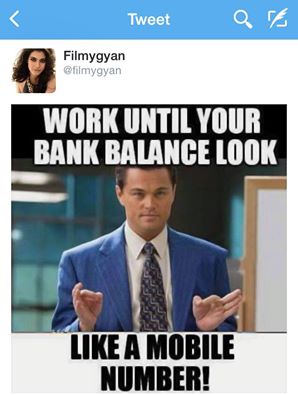 Tweet
Filmygyan
@filmygyan
WORK UNTIL YOUR
BANK BALANCE LOOK
LIKE A MOBILE
NUMBER!